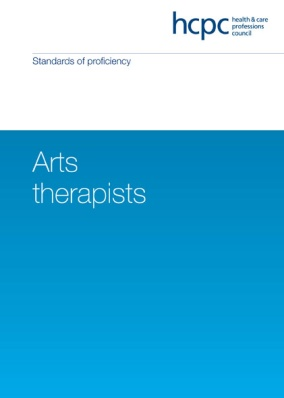 hcpc health & care
professions
council
Standards of proficiency
Arts
therapists